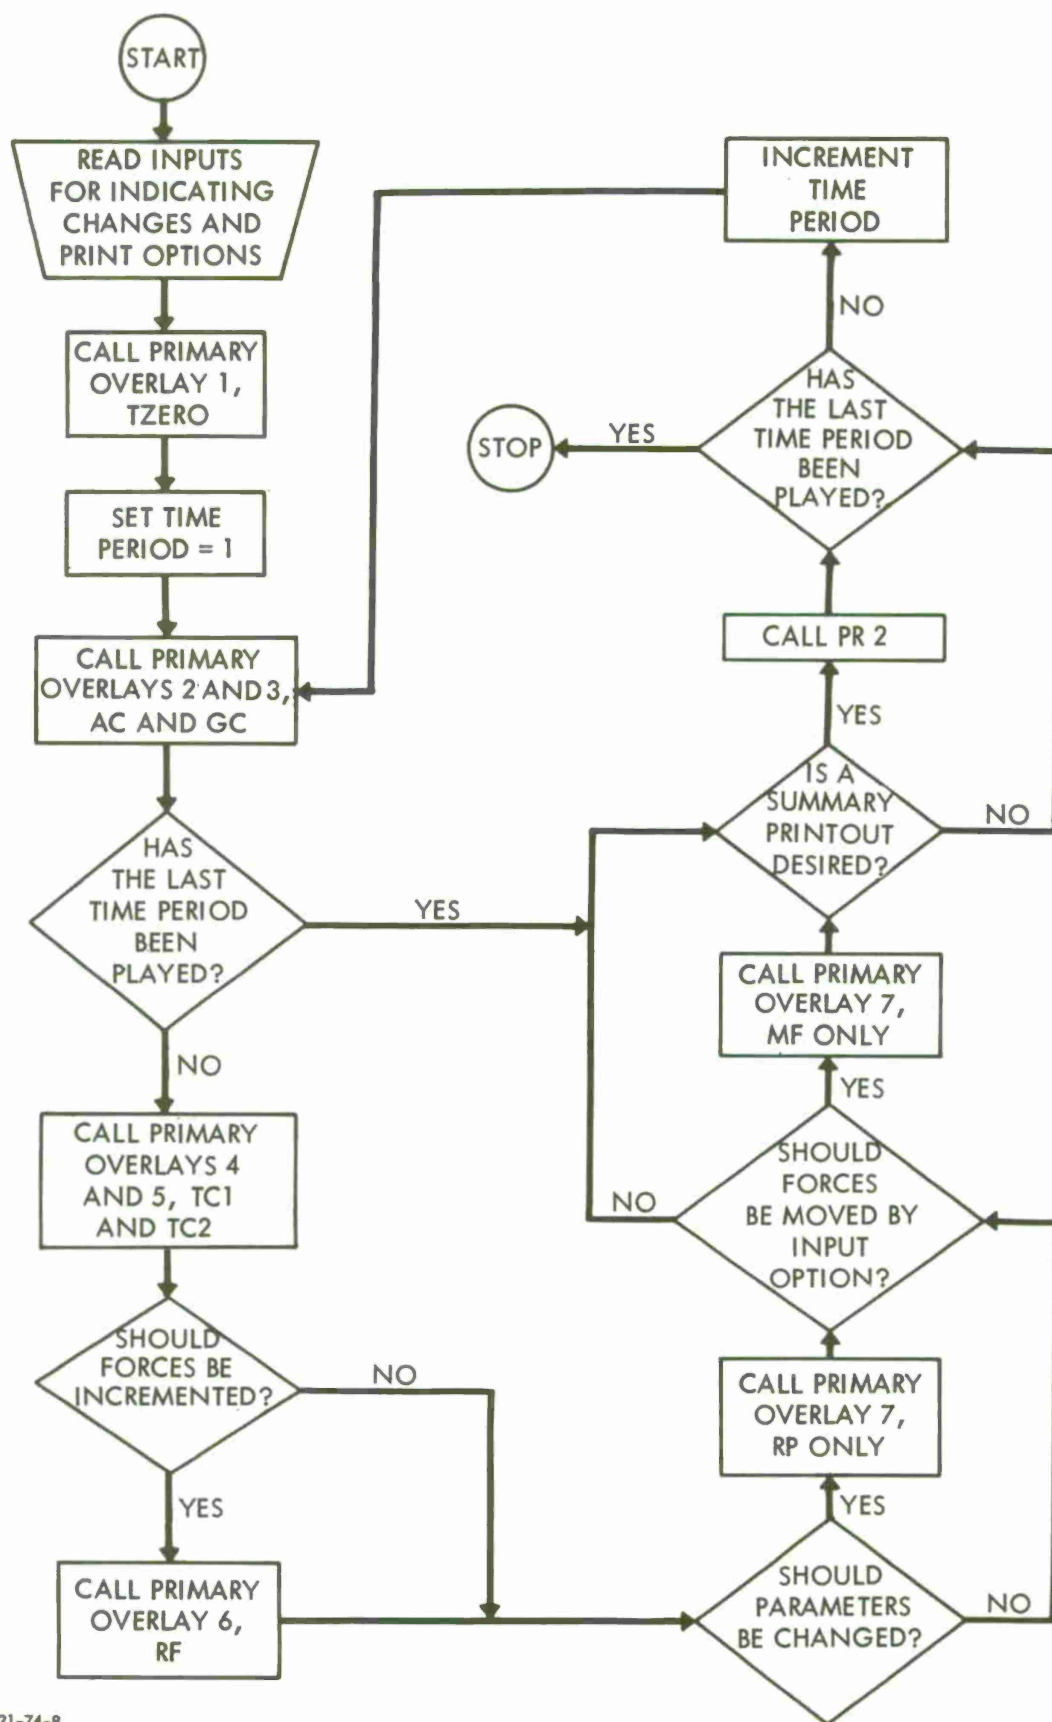 START
READ INPUTS
FOR INDICATING
CHANGES AND
PRINT OPTIONS
CALL PRIMARY
OVERLAY 1,
TZERO
SET TIME
PERIOD = 1
CALL PRIMARY
OVERLAYS 2 AND 3,
AC AND GC
HAS
THE LAST
TIME PERIOD
BEEN
PLAYED?
YES
NO
CALL PRIMARY
OVERLAYS 4
AND 5, TC1
AND TC2
SHOULD
FORCES BE
INCREMENTED?
NO
YES
CALL PRIMARY
OVERLAY 6,
RF
INCREMENT
TIME
PERIOD
NO
HAS
THE LAST
TIME PERIOD
BEEN
PLAYED?
YES
STOP
CALL PR 2
YES
IS A
SUMMARY
PRINTOUT
DESIRED?
NO
CALL PRIMARY
OVERLAY 7,
MF ONLY
YES
SHOULD
FORCES
BE MOVED BY
INPUT
OPTION?
NO
CALL PRIMARY
OVERLAY 7,
RP ONLY
YES
SHOULD
PARAMETERS
BE CHANGED?
NO
21-74-8